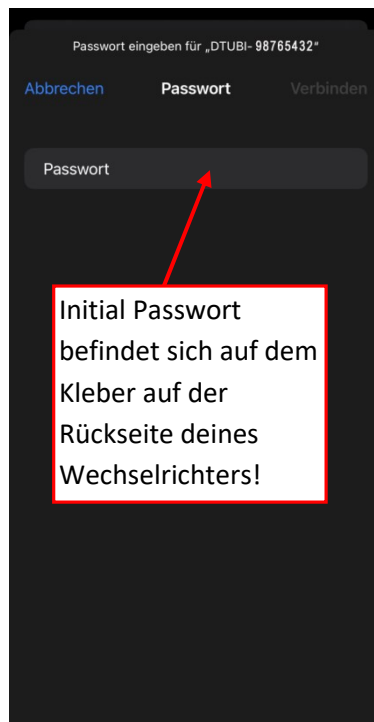 Passwort eingeben für „DTUBI- 98765432“
Abbrechen Passwort Verbinden
Passwort
Initial Passwort
befindet sich auf dem
Kleber auf der
Rückseite deines
Wechselrichters!